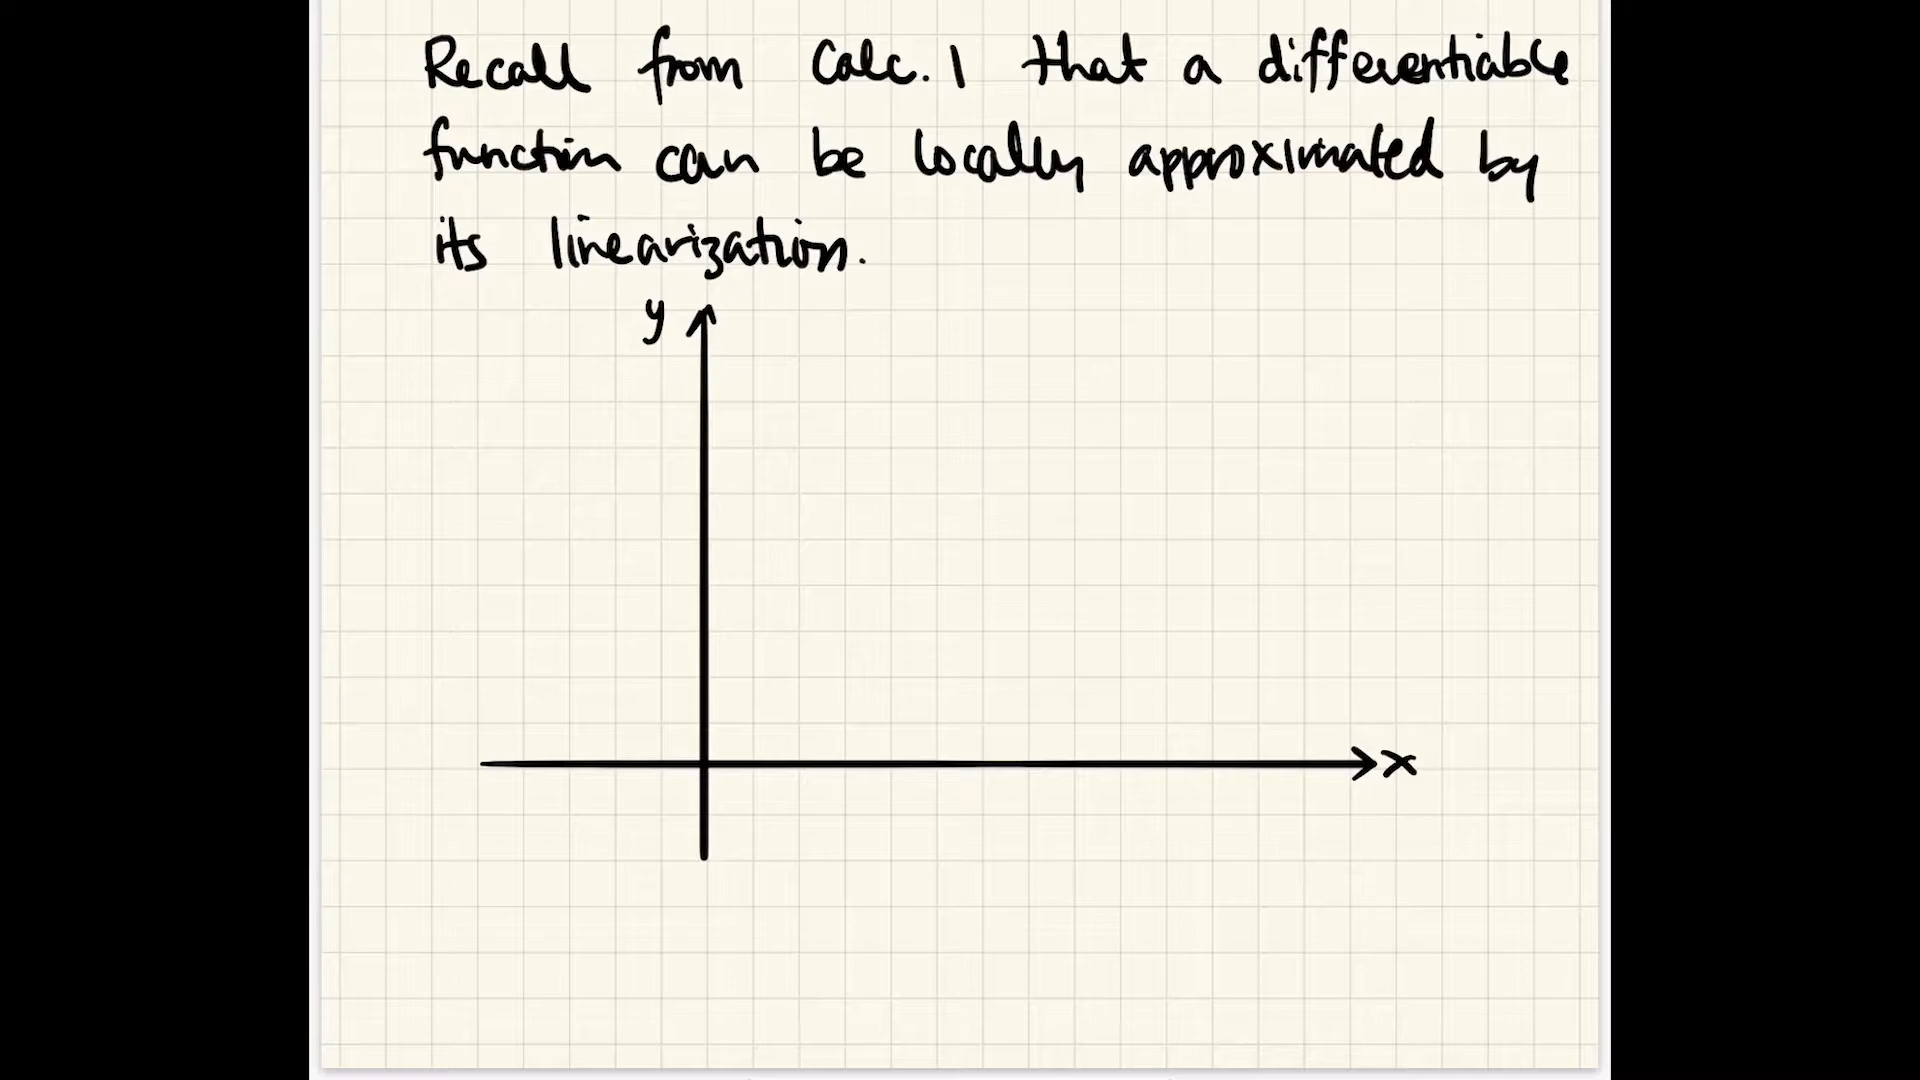 Recall from Calc. 1 that a differentiable
function can be locally approximated by
its linearization.
y
x